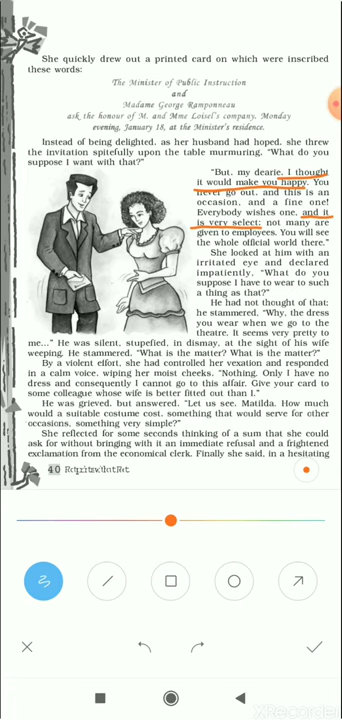 She quickly drew out a printed card on which were inscribed
these words:
The Minister of Public Instruction
and
Madame George Ramponneau
ask the honour of M. and Mme Loisel's company, Monday
evening, January 18, at the Minister's residence.
Instead of being delighted, as her husband had hoped, she threw
the invitation spitefully upon the table murmuring, "What do you
suppose I want with that?"
"But, my dearie, I thought
it would make you happy. You
never go out, and this is an
occasion, and a fine one!
Everybody wishes one, and it
is very select; not many are
given to employees. You will see
the whole official world there."
She looked at him with an
irritated eye and declared
impatiently, "What do you
suppose I have to wear to such
a thing as that?"
He had not thought of that;
he stammered, "Why, the dress
you wear when we go to the
theatre. It seems very pretty to
me..." He was silent, stupefied, in dismay, at the sight of his wife
weeping. He stammered, "What is the matter? What is the matter?"
By a violent effort, she had controlled her vexation and responded
in a calm voice, wiping her moist cheeks, "Nothing. Only I have no
dress and consequently I cannot go to this affair. Give your card to
some colleague whose wife is better fitted out than I."
He was grieved, but answered, "Let us see, Matilda. How much
would a suitable costume cost, something that would serve for other
occasions, something very simple?"
She reflected for some seconds thinking of a sum that she could
ask for without bringing with it an immediate refusal and a frightened
exclamation from the economical clerk. Finally she said, in a hesitating
40
XRecorder